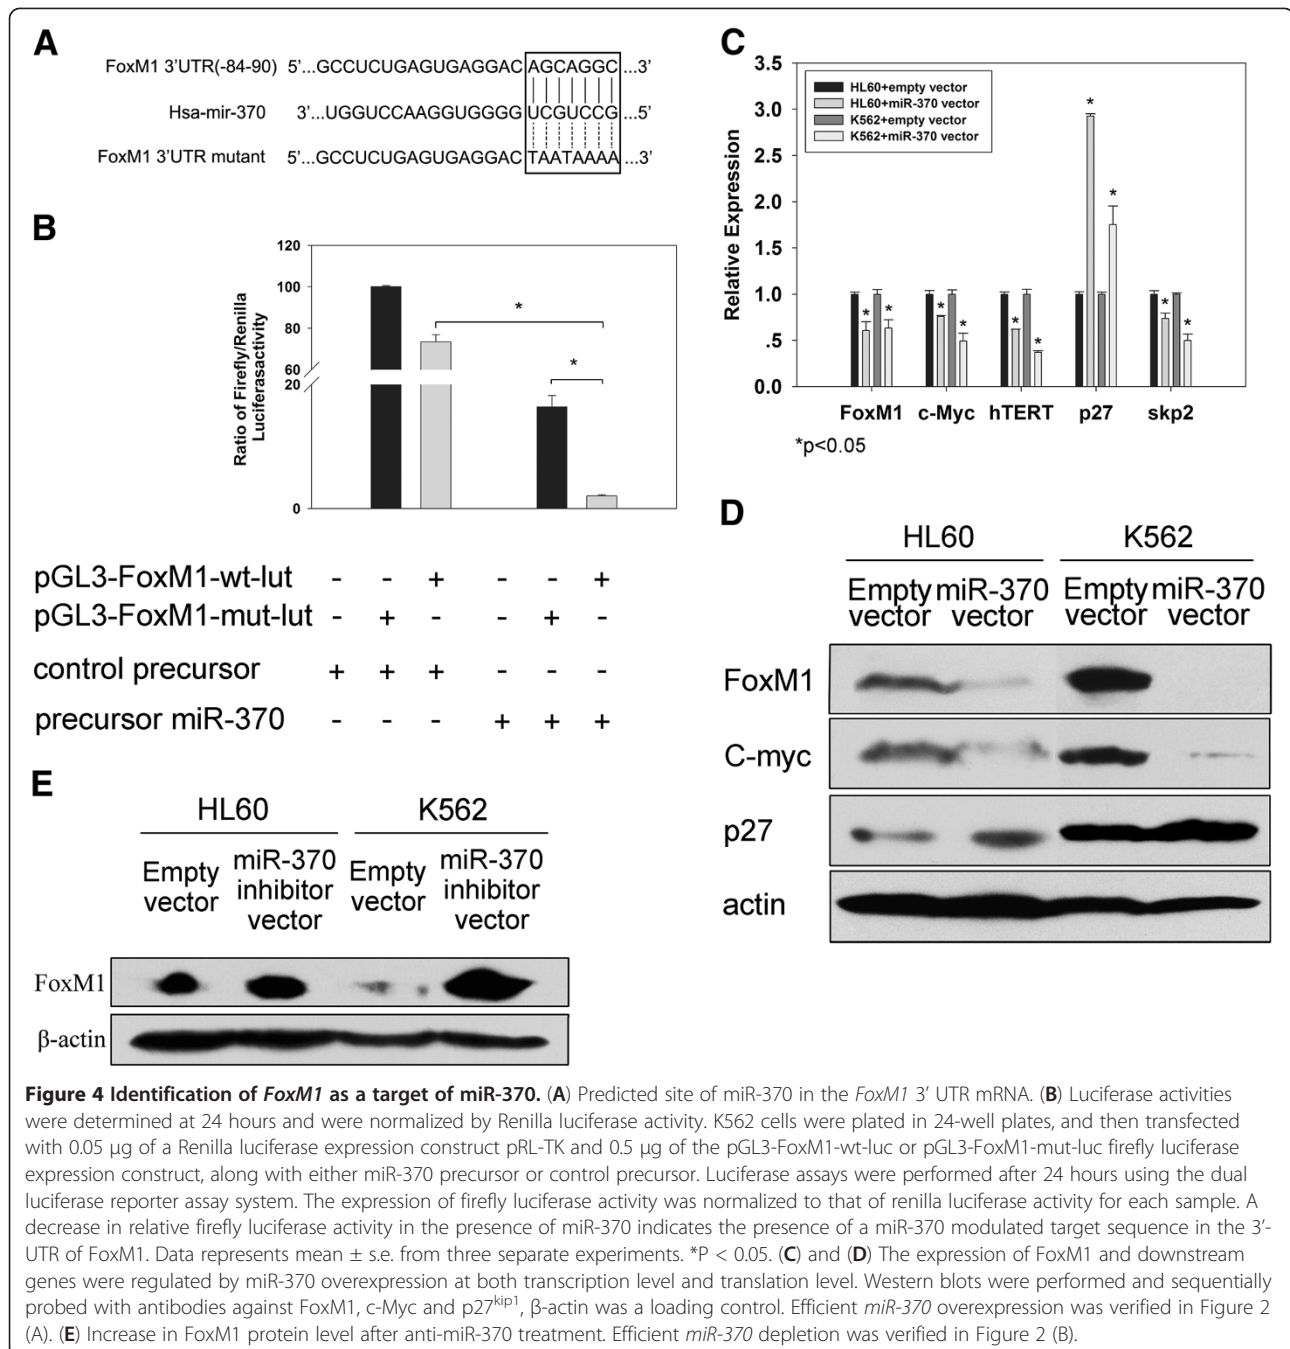 A
FoxM1 3'UTR(-84-90) 5'...GCCUCUGAGUGAGGAC AGCAGGC ...3'
Hsa-mir-370 3'...UGGUCCAAGGUGGGG UCGUCCG ...5'
FoxM1 3'UTR mutant 5'...GCCUCUGAGUGAGGAC TAATAAAA ...3'
B
Ratio of Firefly/Renilla
Luciferasactivity
120
100
80
60
20
0
*
*
pGL3-FoxM1-wt-lut - - + - - +
pGL3-FoxM1-mut-lut - + - - + -
control precursor + + + - - -
precursor miR-370 - - - + + +
C
Relative Expression
3.5
3.0
2.5
2.0
1.5
1.0
.5
0.0
HL60+empty vector
HL60+miR-370 vector
K562+empty vector
K562+miR-370 vector
* * * * * * * * * *
FoxM1 c-Myc hTERT p27 skp2
*p<0.05
D
HL60 K562
Empty vector miR-370 vector Empty vector miR-370 vector
FoxM1
C-myc
p27
actin
E
HL60 K562
Empty vector miR-370 inhibitor vector Empty vector miR-370 inhibitor vector
FoxM1
β-actin
Figure 4 Identification of FoxM1 as a target of miR-370. (A) Predicted site of miR-370 in the FoxM1 3' UTR mRNA. (B) Luciferase activities
were determined at 24 hours and were normalized by Renilla luciferase activity. K562 cells were plated in 24-well plates, and then transfected
with 0.05 μg of a Renilla luciferase expression construct pRL-TK and 0.5 μg of the pGL3-FoxM1-wt-luc or pGL3-FoxM1-mut-luc firefly luciferase
expression construct, along with either miR-370 precursor or control precursor. Luciferase assays were performed after 24 hours using the dual
luciferase reporter assay system. The expression of firefly luciferase activity was normalized to that of renilla luciferase activity for each sample. A
decrease in relative firefly luciferase activity in the presence of miR-370 indicates the presence of a miR-370 modulated target sequence in the 3'-
UTR of FoxM1. Data represents mean ± s.e. from three separate experiments. *P < 0.05. (C) and (D) The expression of FoxM1 and downstream
genes were regulated by miR-370 overexpression at both transcription level and translation level. Western blots were performed and sequentially
probed with antibodies against FoxM1, c-Myc and p27kip1, β-actin was a loading control. Efficient miR-370 overexpression was verified in Figure 2
(A). (E) Increase in FoxM1 protein level after anti-miR-370 treatment. Efficient miR-370 depletion was verified in Figure 2 (B).